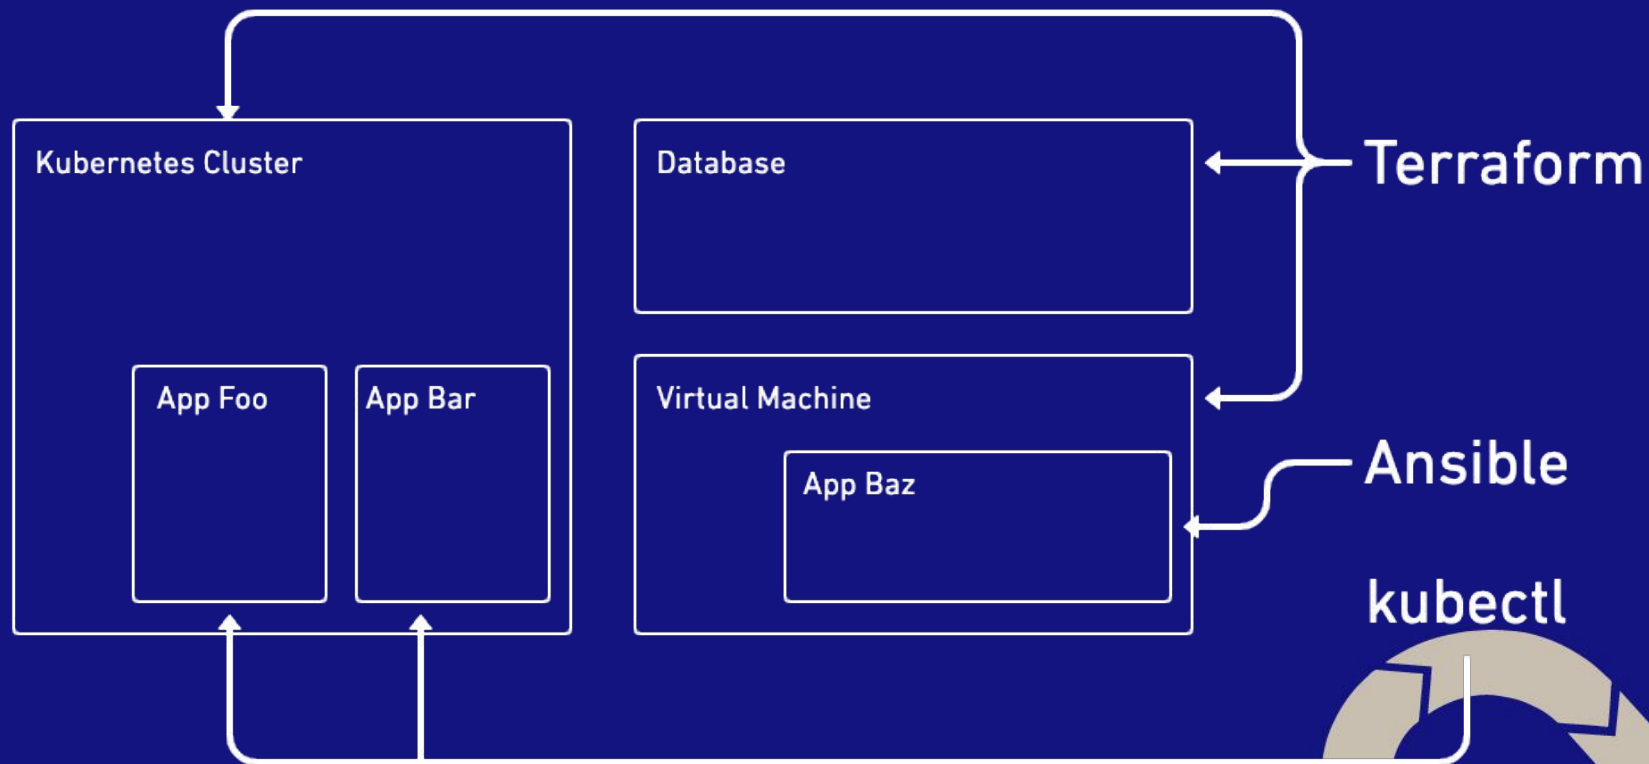 Kubernetes Cluster
App Foo
App Bar
Database
Virtual Machine
App Baz
Terraform
Ansible
kubectl